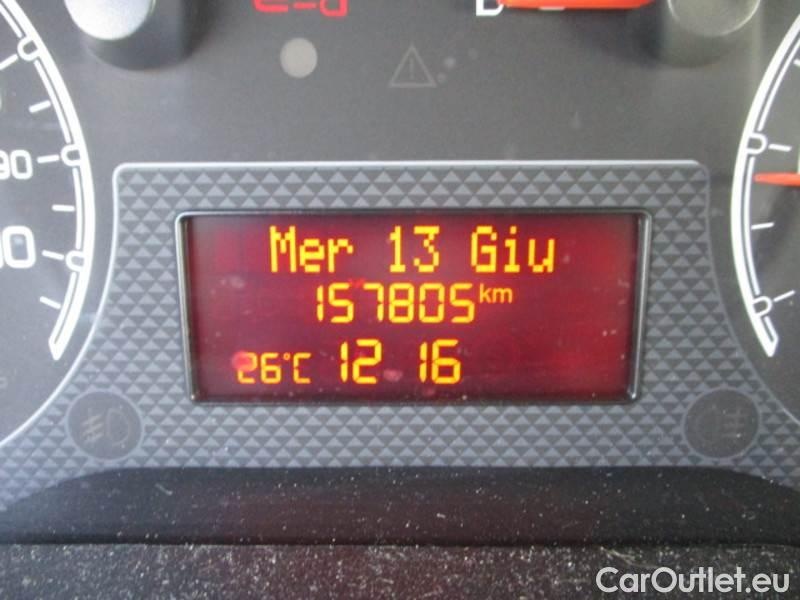 90
Mer 13 Giu
157805 km
26°C 12 16
CarOutlet.eu